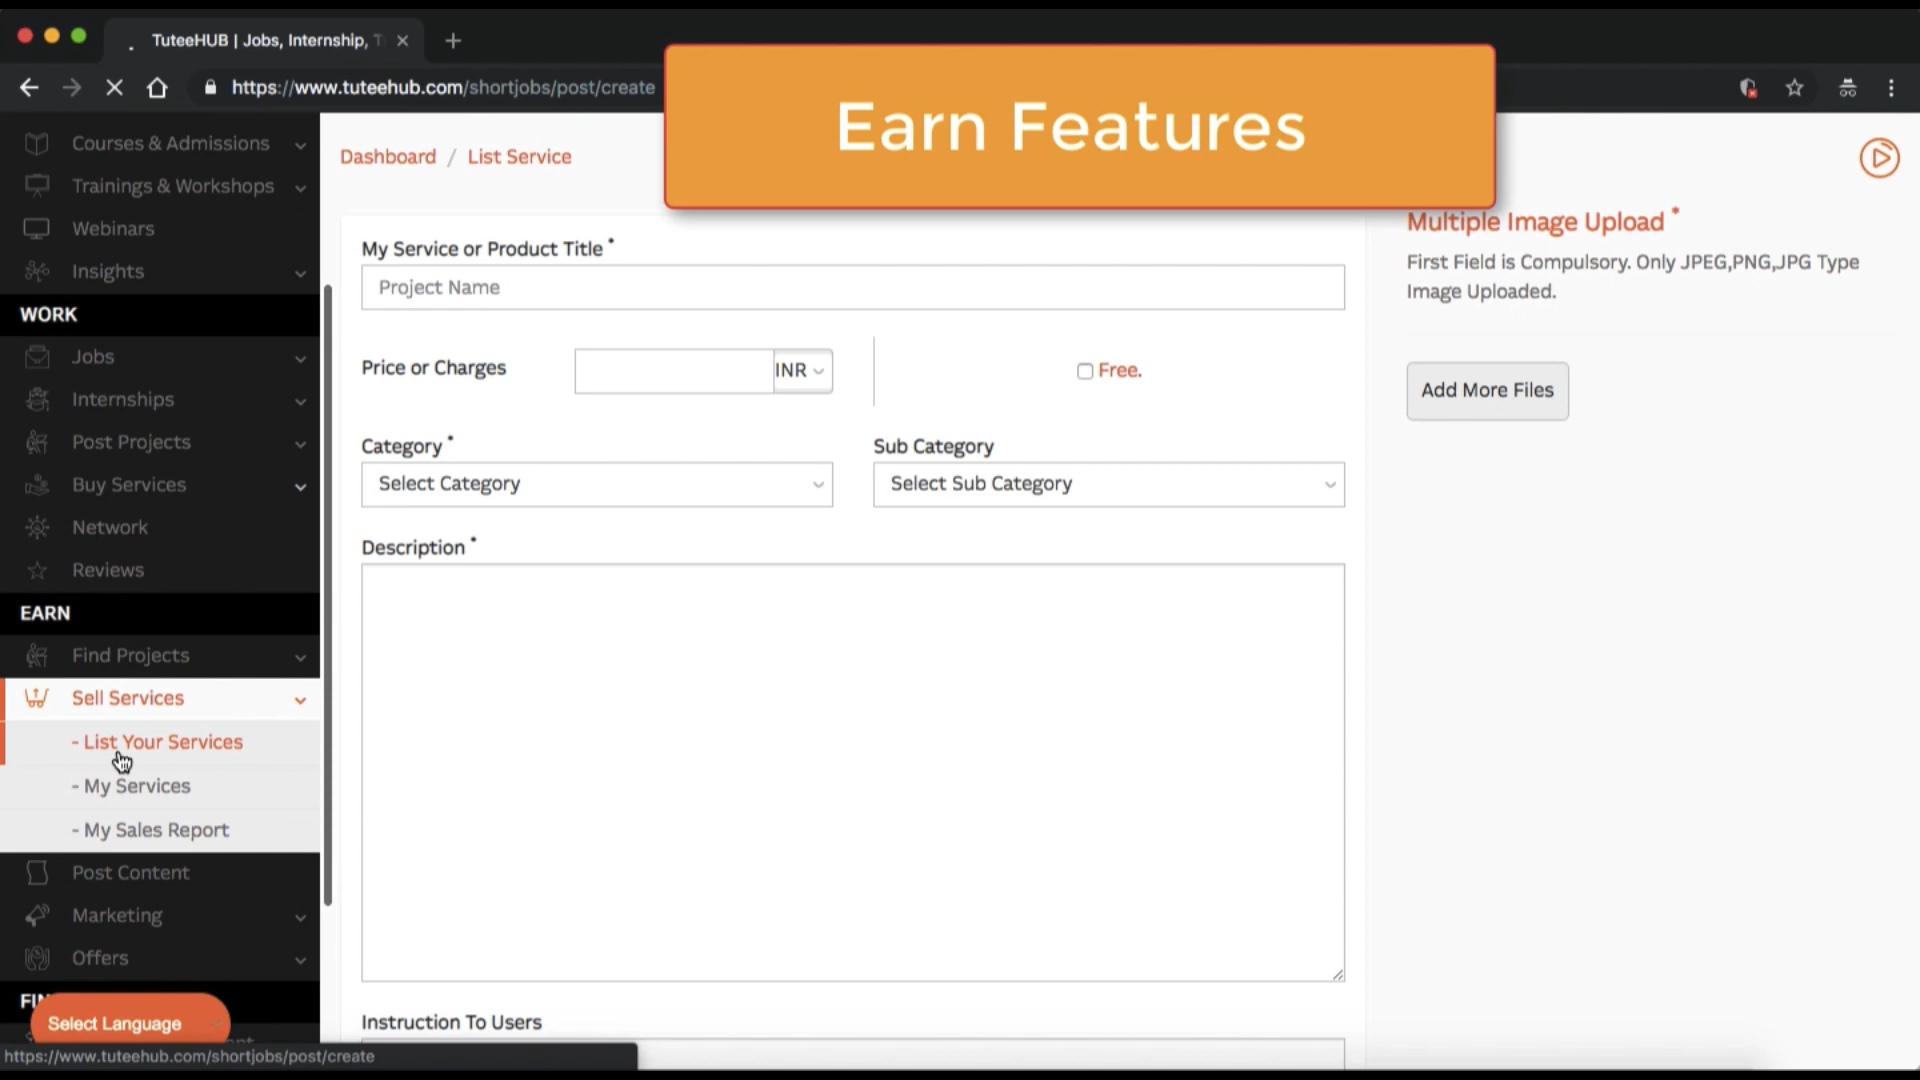 TuteeHUB | Jobs, Internship, T
https://www.tuteehub.com/shortjobs/post/create
Earn Features
Courses & Admissions
Trainings & Workshops
Webinars
Insights
WORK
Jobs
Internships
Post Projects
Buy Services
Network
Reviews
EARN
Find Projects
Sell Services
- List Your Services
- My Services
- My Sales Report
Post Content
Marketing
Offers
FIN
Select Language
https://www.tuteehub.com/shortjobs/post/create
Dashboard / List Service
My Service or Product Title *
Project Name
Price or Charges
INR
Free.
Category *
Sub Category
Select Category
Select Sub Category
Description *
Instruction To Users
Multiple Image Upload *
First Field is Compulsory. Only JPEG,PNG,JPG Type
Image Uploaded.
Add More Files